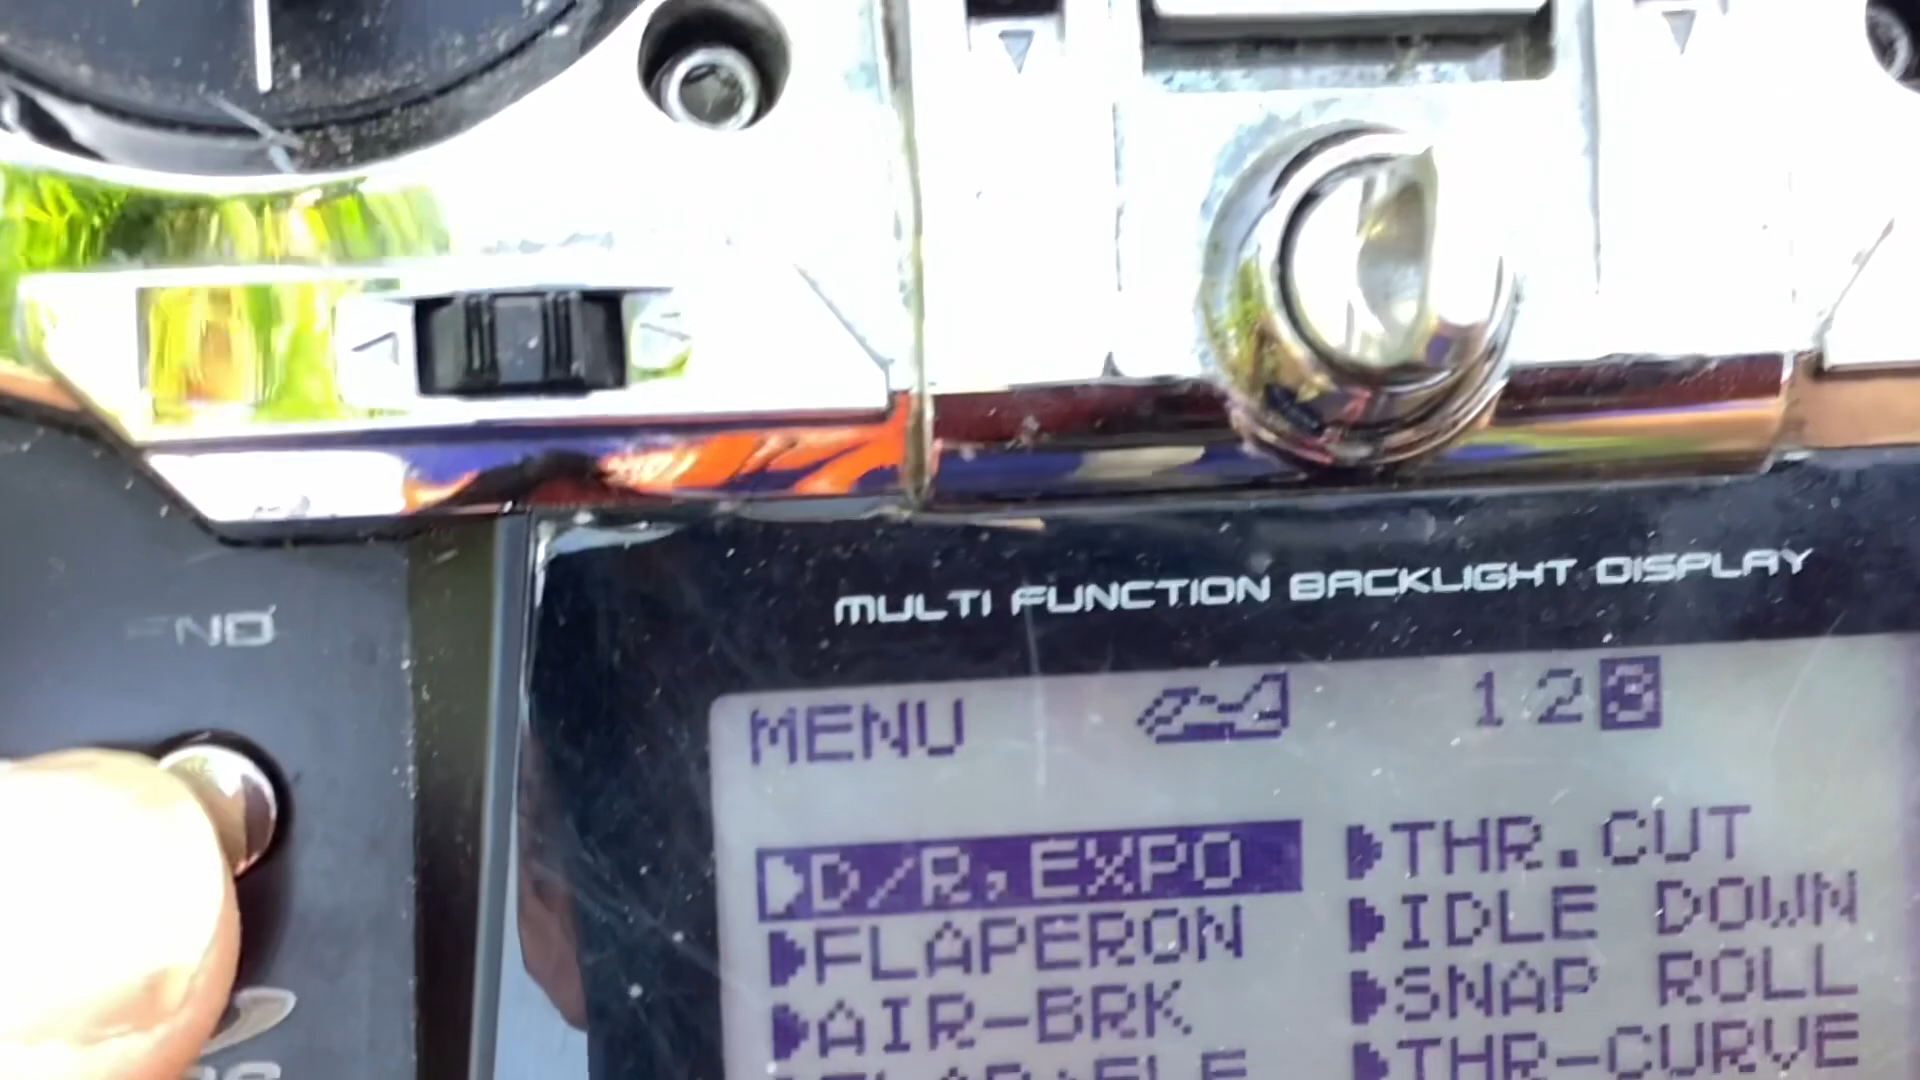 MULTI FUNCTION BACKLIGHT DISPLAY
END
MENU 1 2 3
D/R,EXPO THR.CUT
FLAPERON IDLE DOWN
AIR-BRK SNAP ROLL
THR-CURVE